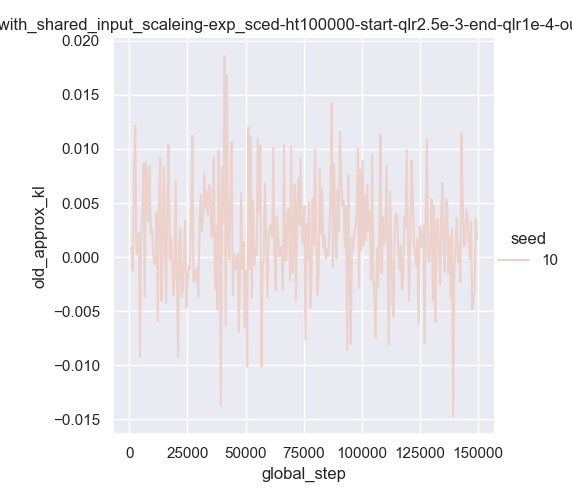 with_shared_input_scaleing-exp_sced-ht100000-start-qlr2.5e-3-end-qlr1e-4-ou
0.020
0.015
0.010
0.005
0.000
−0.005
−0.010
−0.015
old_approx_kl
0 25000 50000 75000 100000 125000 150000
global_step
seed
10